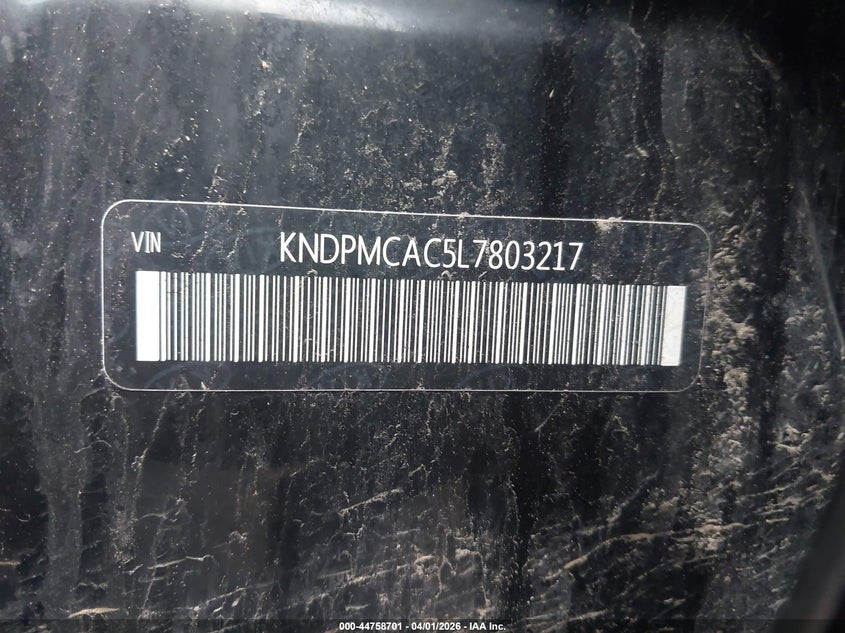 VIN KNDPMCAC5L7803217
000-44758701 - 04/01/2026 - IAA Inc.